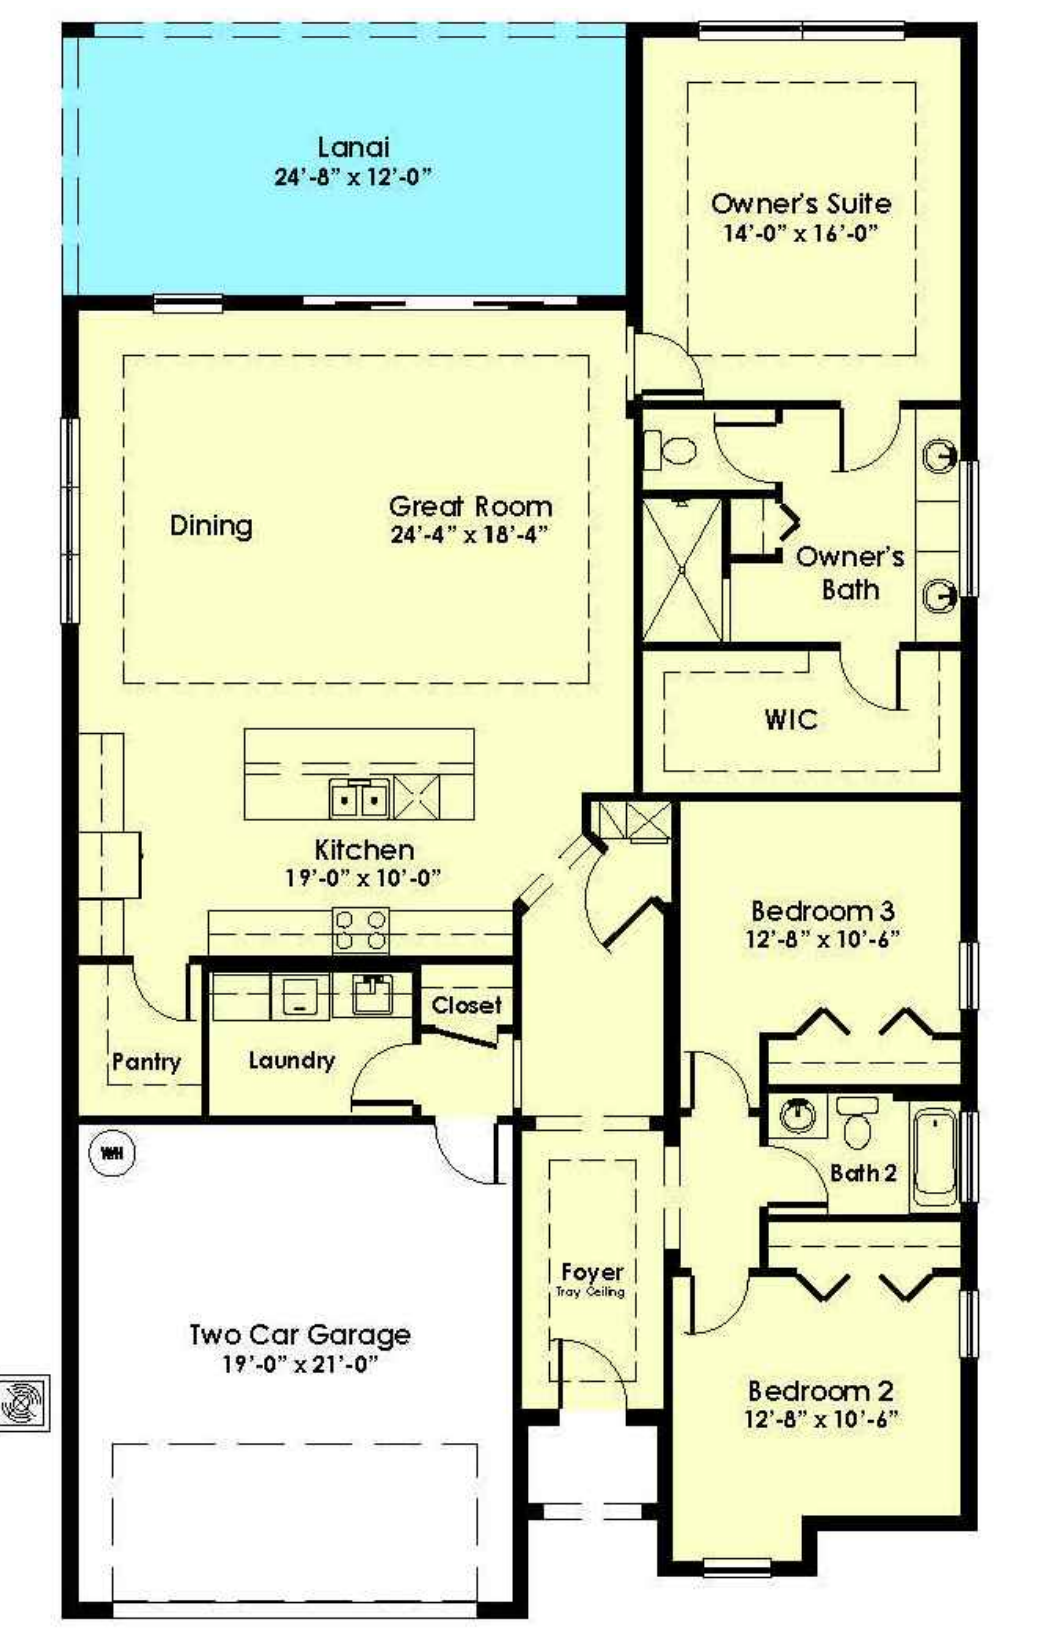 Lanai
24'-8" x 12'-0"
Owner's Suite
14'-0" x 16'-0"
Dining
Great Room
24'-4" x 18'-4"
Owner's
Bath
WIC
Kitchen
19'-0" x 10'-0"
Bedroom 3
12'-8" x 10'-6"
Closet
Pantry
Laundry
WH
Bath 2
Foyer
Tray Ceiling
Two Car Garage
19'-0" x 21'-0"
Bedroom 2
12'-8" x 10'-6"